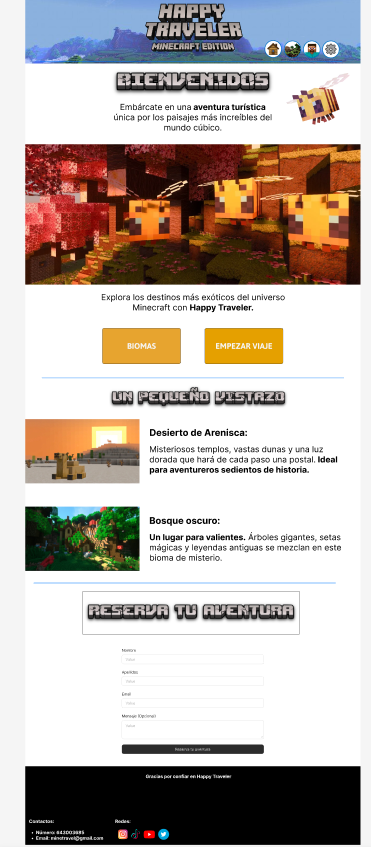 HAPPY
TRAVELER
MINECRAFT EDITION
BIENVENIDOS
Embárcate en una aventura turística
única por los paisajes más increíbles del
mundo cúbico.
Explora los destinos más exóticos del universo
Minecraft con Happy Traveler.
BIOMAS
EMPEZAR VIAJE
UN PEQUEÑO VISTAZO
Desierto de Arenisca:
Misteriosos templos, vastas dunas y una luz
dorada que hará de cada paso una postal. Ideal
para aventureros sedientos de historia.
Bosque oscuro:
Un lugar para valientes. Árboles gigantes, setas
mágicas y leyendas antiguas se mezclan en este
bioma de misterio.
RESERVA TU AVENTURA
Nombre
Value
Apellidos
Value
Email
Value
Mensaje (Opcional)
Value
Reserva tu aventura
Gracias por confiar en Happy Traveler
Contactos:
• Número: 643003685
• Email: minetravel@gmail.com
Redes: